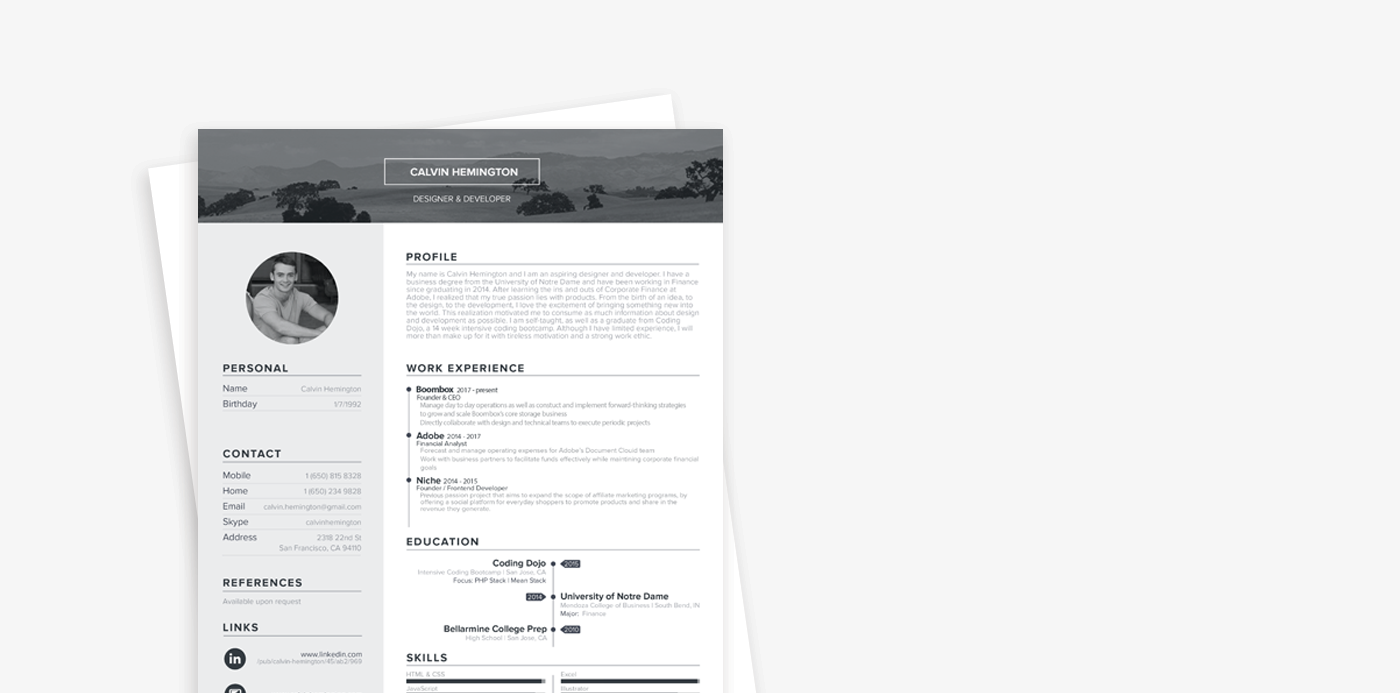 CALVIN HEMINGTON
DESIGNER & DEVELOPER
PERSONAL
Name Calvin Hemington
Birthday 1/7/1992
CONTACT
Mobile 1 (650) 815 8328
Home 1 (650) 234 9828
Email calvin.hemington@gmail.com
Skype calvinhemington
Address 2318 22nd St
San Francisco, CA 94110
REFERENCES
Available upon request
LINKS
in www.linkedin.com
/pub/calvin-hemington/45/ab2/969
PROFILE
My name is Calvin Hemington and I am an aspiring designer and developer. I have a
business degree from the University of Notre Dame and have been working in Finance
since graduating in 2014. After learning the ins and outs of Corporate Finance at
Adobe, I realized that my true passion lies with products. From the birth of an idea, to
the design, to the development, I love the excitement of bringing something new into
the world. This realization motivated me to consume as much information about design
and development as possible. I am self-taught, as well as a graduate from Coding
Dojo, a 14 week intensive coding bootcamp. Although I have limited experience, I will
more than make up for it with tireless motivation and a strong work ethic.
WORK EXPERIENCE
Boombox 2017 - present
Founder & CEO
Manage day to day operations as well as constuct and implement forward-thinking strategies
to grow and scale Boombox's core storage business
Directly collaborate with design and technical teams to execute periodic projects
Adobe 2014 - 2017
Financial Analyst
Forecast and manage operating expenses for Adobe's Document Clould team
Work with business partners to facilitate funds effectively while maintining corporate financial
goals
Niche 2014 - 2015
Founder / Frontend Developer
Previous passion project that aims to expand the scope of affiliate marketing programs, by
offering a social platform for everyday shoppers to promote products and share in the
revenue they generate.
EDUCATION
Coding Dojo 2015
Intensive Coding Bootcamp | San Jose, CA
Focus: PHP Stack | Mean Stack
2014 University of Notre Dame
Mendoza College of Business | South Bend, IN
Major: Finance
Bellarmine College Prep 2010
High School | San Jose, CA
SKILLS
HTML & CSS Excel
JavaScript Illustrator